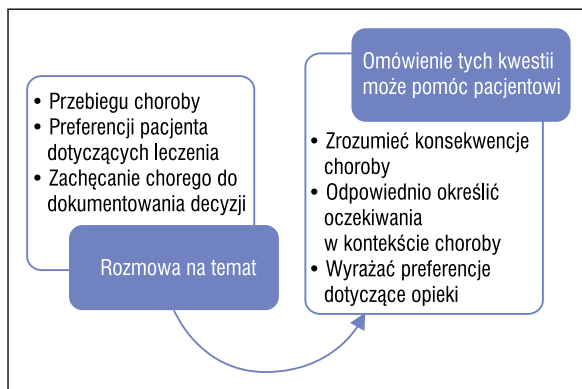 • Przebiegu choroby
• Preferencji pacjenta
dotyczących leczenia
• Zachęcanie chorego do
dokumentowania decyzji
Rozmowa na temat
Omówienie tych kwestii
może pomóc pacjentowi
• Zrozumieć konsekwencje
choroby
• Odpowiednio określić
oczekiwania
w kontekście choroby
• Wyrażać preferencje
dotyczące opieki